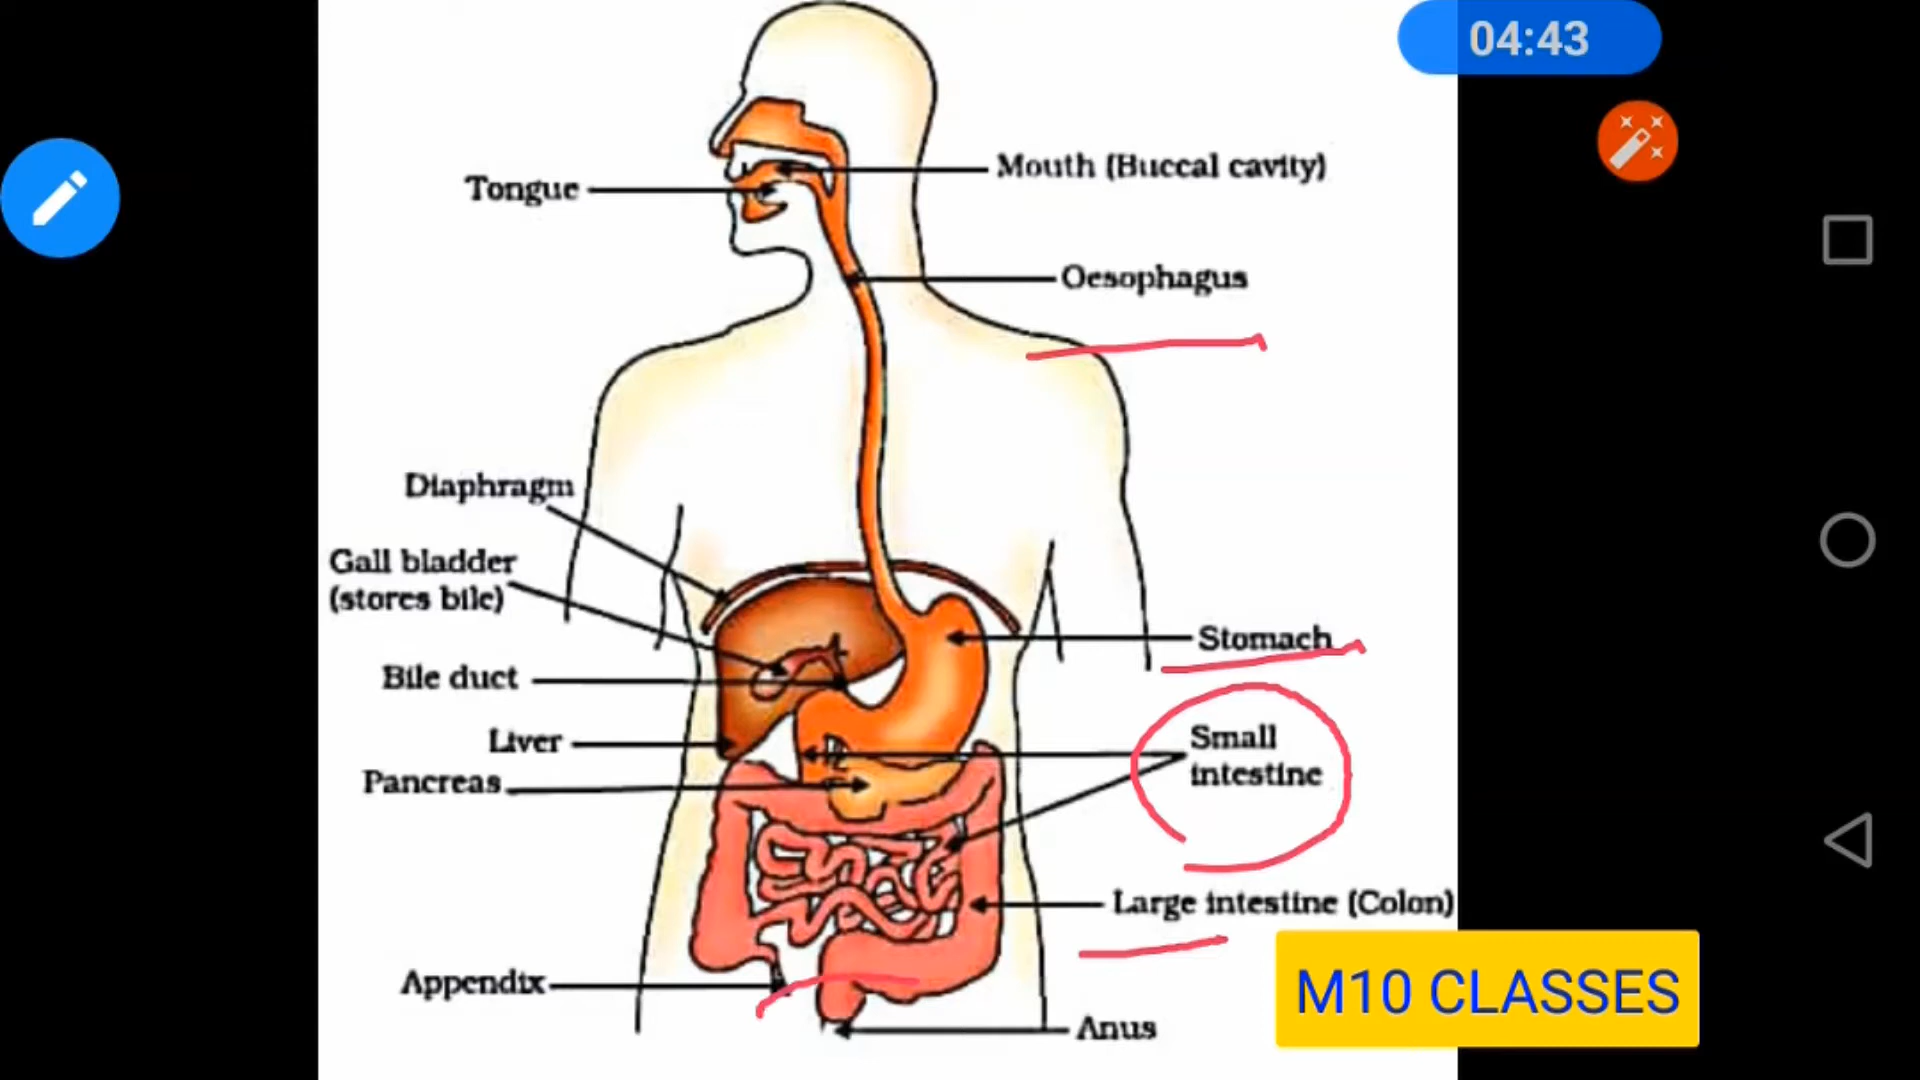 04:43
Mouth (Buccal cavity)
Tongue
Oesophagus
Diaphragm
Gall bladder
(stores bile)
Stomach
Bile duct
Small
intestine
Liver
Pancreas
Large intestine (Colon)
Appendix
M10 CLASSES
Anus